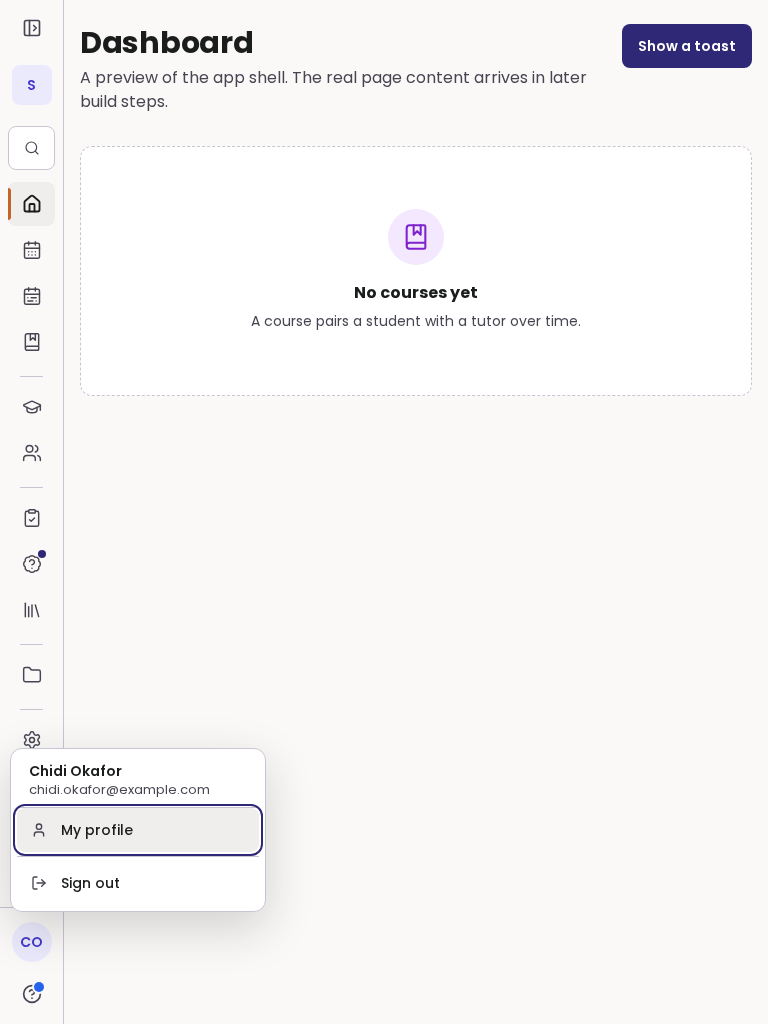 Dashboard
Show a toast
A preview of the app shell. The real page content arrives in later
build steps.
S
No courses yet
A course pairs a student with a tutor over time.
Chidi Okafor
chidi.okafor@example.com
My profile
Sign out
CO